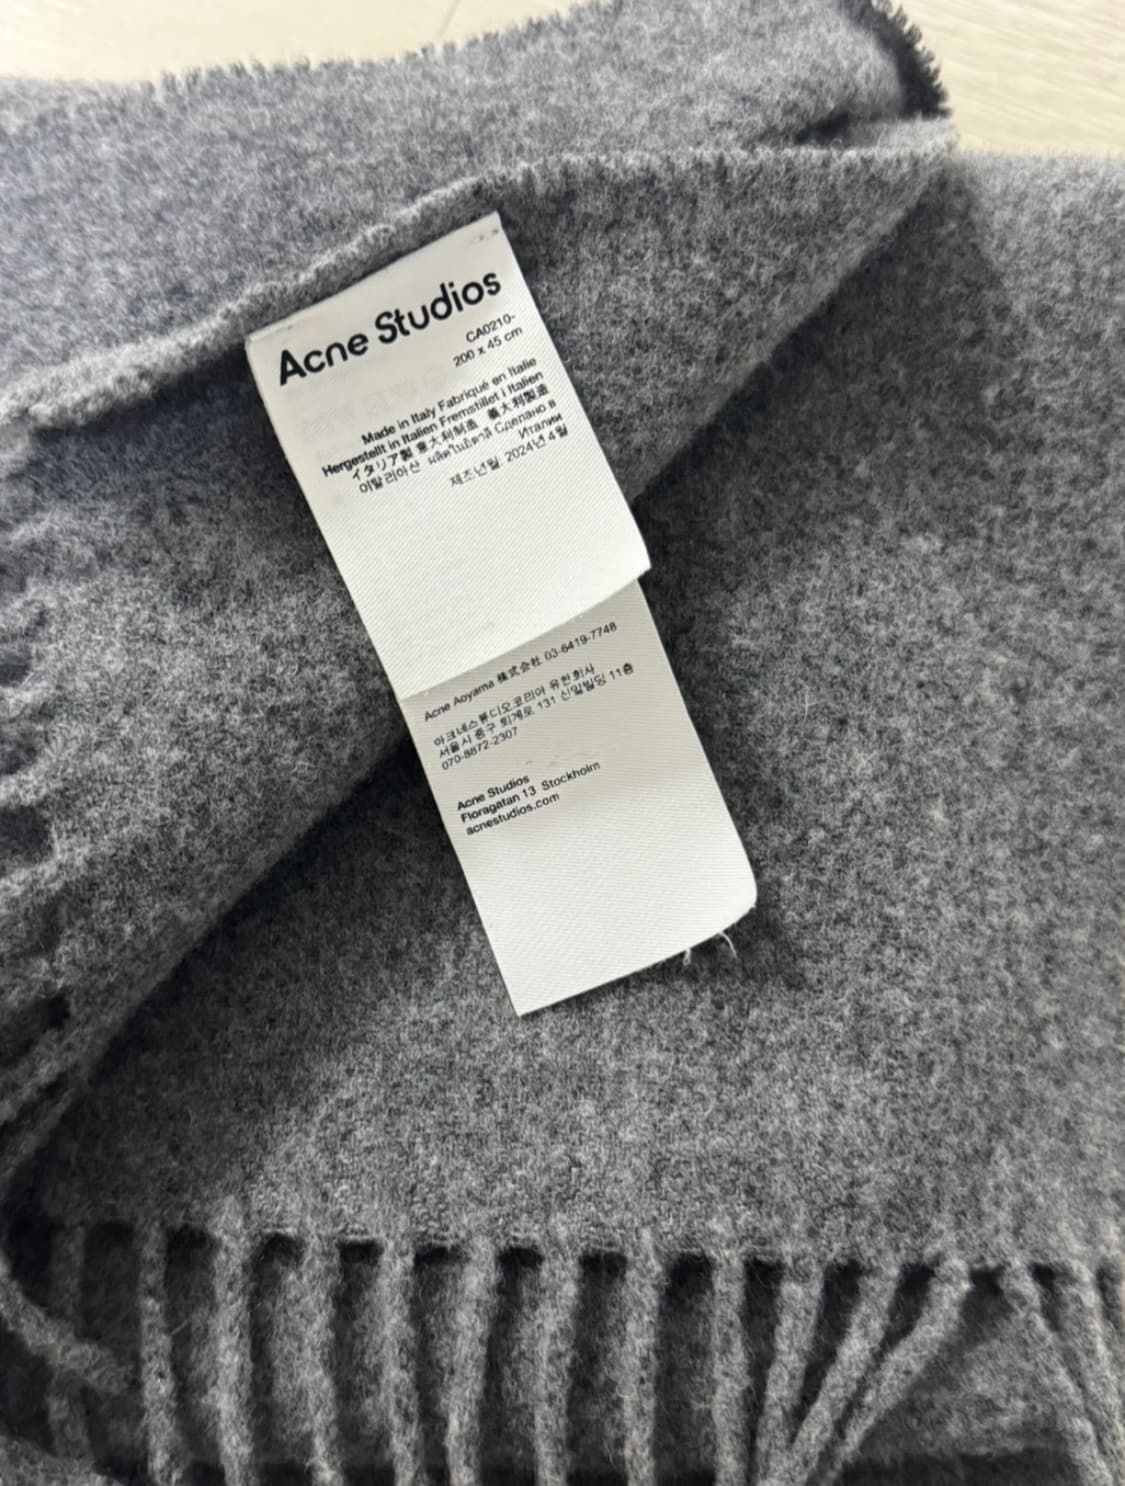 Acne Studios
CA0210-
200 x 45 cm
Made in Italy Fabriqué en Italie
Hergestellt in Italien Fremstillet i Italien
イタリア製 意大利制造 義大利製造
이탈리아산 ผลิตในอิตาลี Сделано в
Италии
제조년월: 2024년 4월
Acne Aoyama 株式会社 03-6419-7748
아크네스튜디오코리아 유한회사
서울시 중구 퇴계로 131 신일빌딩 11층
070-8872-2307
Acne Studios
Floragatan 13 Stockholm
acnestudios.com